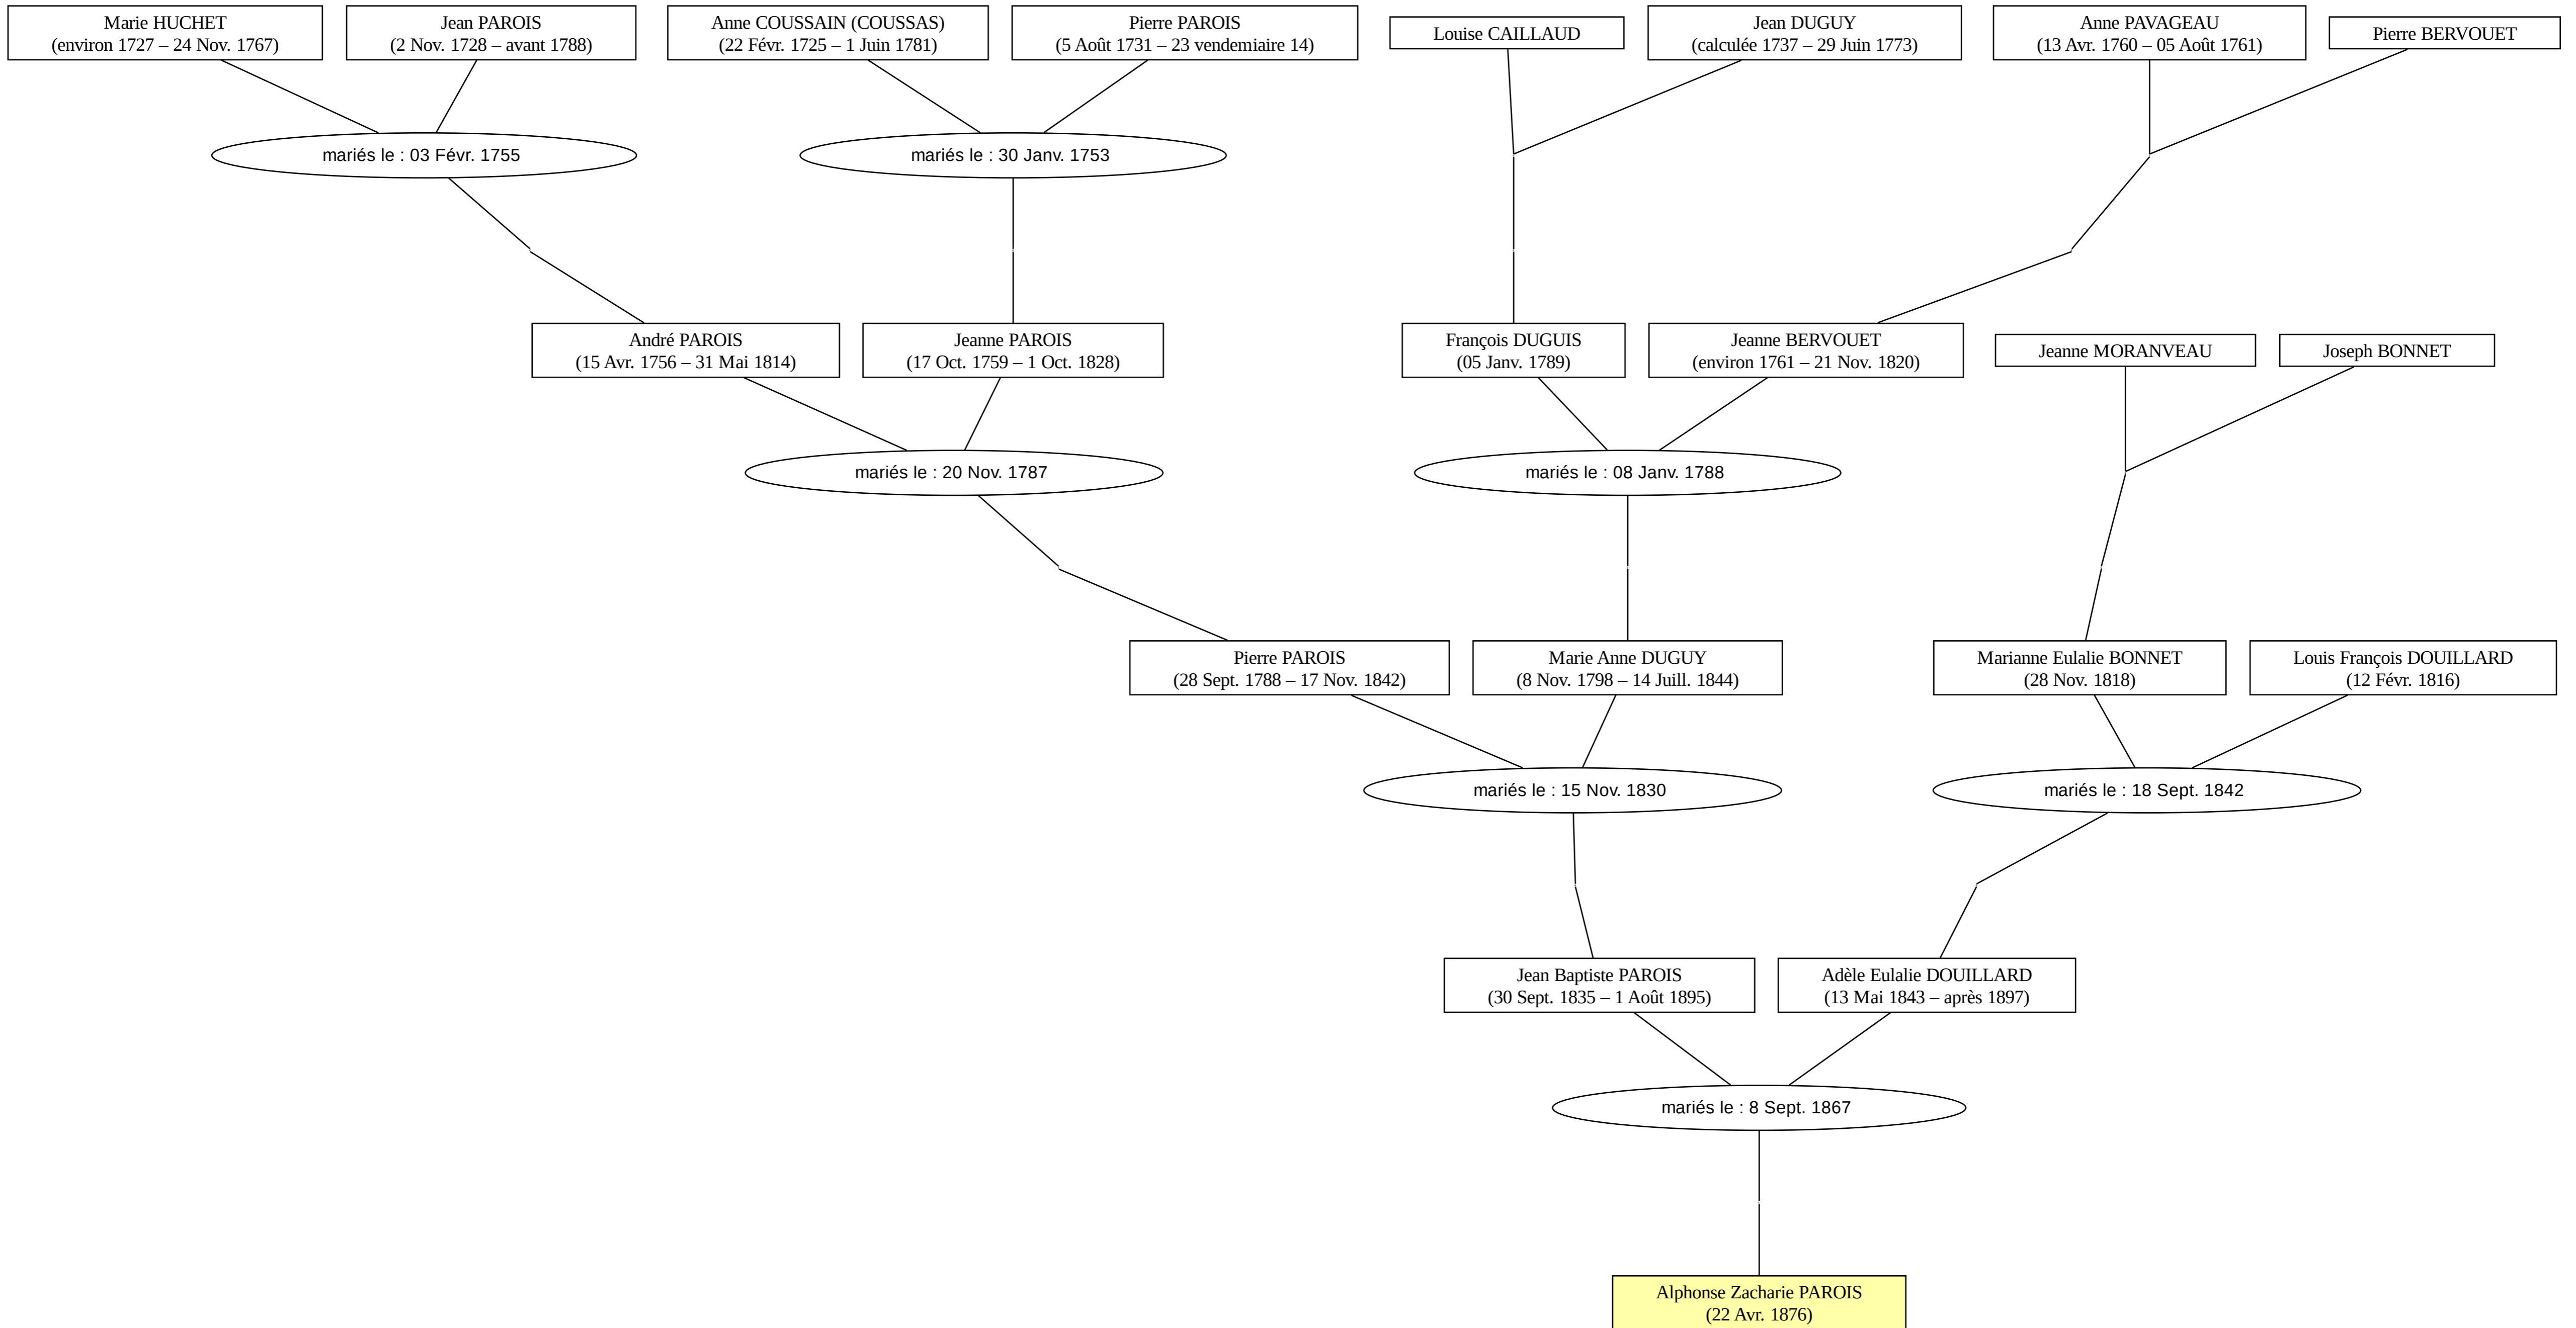 Marie HUCHET
(environ 1727 – 24 Nov. 1767)
Jean PAROIS
(2 Nov. 1728 – avant 1788)
Anne COUSSAIN (COUSSAS)
(22 Févr. 1725 – 1 Juin 1781)
Pierre PAROIS
(5 Août 1731 – 23 vendemiaire 14)
Louise CAILLAUD
Jean DUGUY
(calculée 1737 – 29 Juin 1773)
Anne PAVAGEAU
(13 Avr. 1760 – 05 Août 1761)
Pierre BERVOUET
mariés le : 03 Févr. 1755
mariés le : 30 Janv. 1753
André PAROIS
(15 Avr. 1756 – 31 Mai 1814)
Jeanne PAROIS
(17 Oct. 1759 – 1 Oct. 1828)
François DUGUIS
(05 Janv. 1789)
Jeanne BERVOUET
(environ 1761 – 21 Nov. 1820)
Jeanne MORANVEAU
Joseph BONNET
mariés le : 20 Nov. 1787
mariés le : 08 Janv. 1788
Pierre PAROIS
(28 Sept. 1788 – 17 Nov. 1842)
Marie Anne DUGUY
(8 Nov. 1798 – 14 Juill. 1844)
Marianne Eulalie BONNET
(28 Nov. 1818)
Louis François DOUILLARD
(12 Févr. 1816)
mariés le : 15 Nov. 1830
mariés le : 18 Sept. 1842
Jean Baptiste PAROIS
(30 Sept. 1835 – 1 Août 1895)
Adèle Eulalie DOUILLARD
(13 Mai 1843 – après 1897)
mariés le : 8 Sept. 1867
Alphonse Zacharie PAROIS
(22 Avr. 1876)